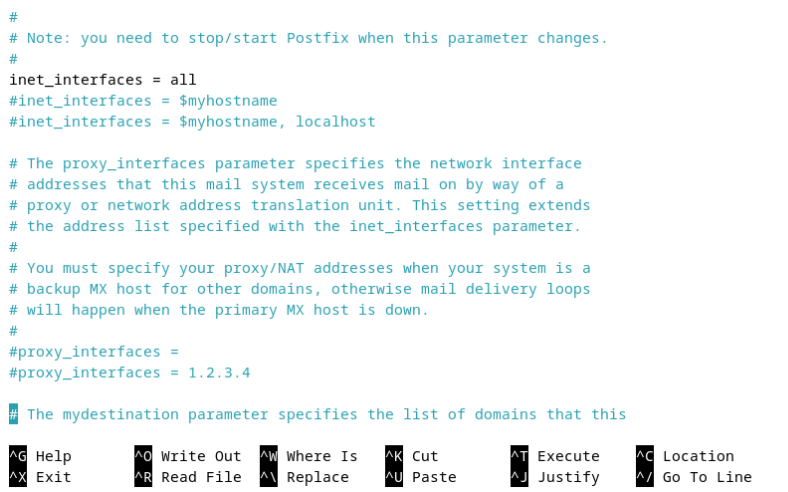 #
# Note: you need to stop/start Postfix when this parameter changes.
#
inet_interfaces = all
#inet_interfaces = $myhostname
#inet_interfaces = $myhostname, localhost
# The proxy_interfaces parameter specifies the network interface
# addresses that this mail system receives mail on by way of a
# proxy or network address translation unit. This setting extends
# the address list specified with the inet_interfaces parameter.
#
# You must specify your proxy/NAT addresses when your system is a
# backup MX host for other domains, otherwise mail delivery loops
# will happen when the primary MX host is down.
#
#proxy_interfaces =
#proxy_interfaces = 1.2.3.4
# The mydestination parameter specifies the list of domains that this
^G Help ^O Write Out ^W Where Is ^K Cut ^T Execute ^C Location
^X Exit ^R Read File ^\ Replace ^U Paste ^J Justify ^/ Go To Line